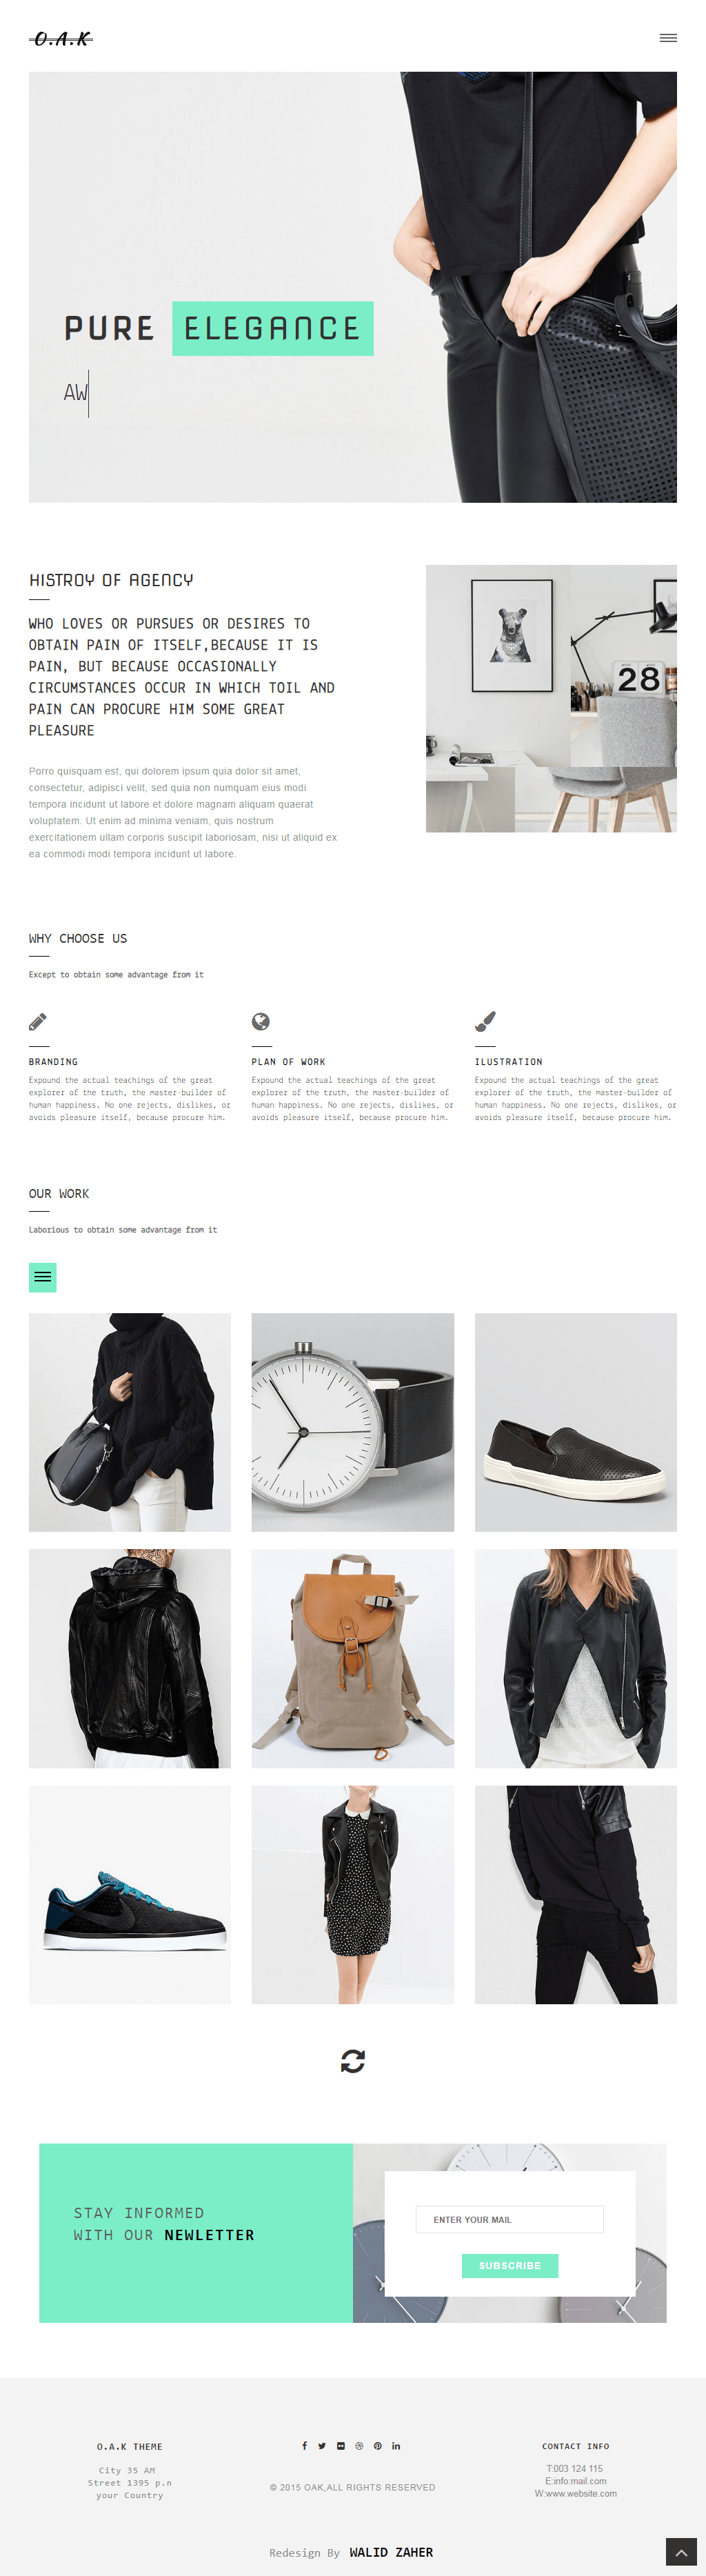 O.A.K
PURE ELEGANCE
AW
HISTROY OF AGENCY
WHO LOVES OR PURSUES OR DESIRES TO
OBTAIN PAIN OF ITSELF,BECAUSE IT IS
PAIN, BUT BECAUSE OCCASIONALLY
CIRCUMSTANCES OCCUR IN WHICH TOIL AND
PAIN CAN PROCURE HIM SOME GREAT
PLEASURE
28
Porro quisquam est, qui dolorem ipsum quia dolor sit amet,
consectetur, adipisci velit, sed quia non numquam eius modi
tempora incidunt ut labore et dolore magnam aliquam quaerat
voluptatem. Ut enim ad minima veniam, quis nostrum
exercitationem ullam corporis suscipit laboriosam, nisi ut aliquid ex
ea commodi modi tempora incidunt ut labore.
WHY CHOOSE US
Except to obtain some advantage from it
BRANDING
Expound the actual teachings of the great
explorer of the truth, the master-builder of
human happiness. No one rejects, dislikes, or
avoids pleasure itself, because procure him.
PLAN OF WORK
Expound the actual teachings of the great
explorer of the truth, the master-builder of
human happiness. No one rejects, dislikes, or
avoids pleasure itself, because procure him.
ILUSTRATION
Expound the actual teachings of the great
explorer of the truth, the master-builder of
human happiness. No one rejects, dislikes, or
avoids pleasure itself, because procure him.
OUR WORK
Laborious to obtain some advantage from it
STAY INFORMED
WITH OUR NEWLETTER
ENTER YOUR MAIL
SUBSCRIBE
O.A.K THEME
City 35 AM
Street 1395 p.n
your Country
© 2015 OAK,ALL RIGHTS RESERVED
CONTACT INFO
T:003 124 115
E:info:mail.com
W:www.website.com
Redesign By WALID ZAHER